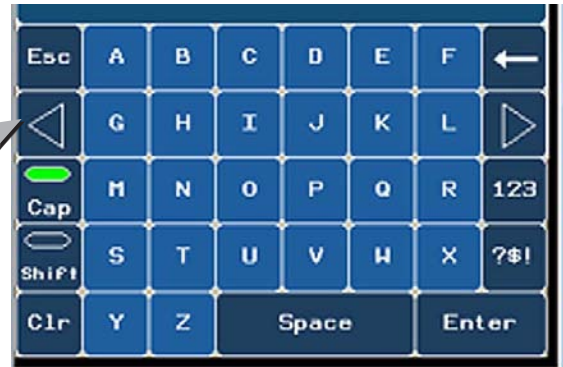 Esc A B C D E F
G H I J K L
Cap M N O P Q R 123
Shift S T U V W X ?$!
Clr Y Z Space Enter